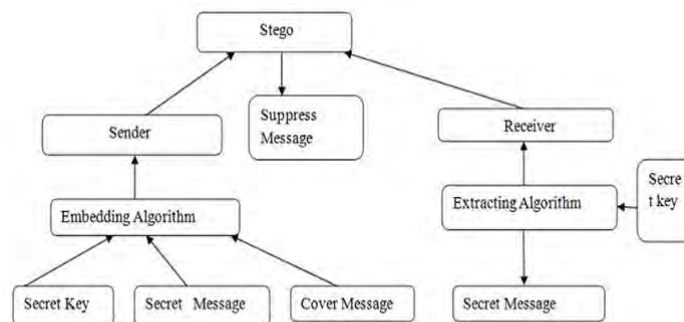 Stego
Suppress
Message
Sender
Receiver
Secre
t key
Embedding Algorithm
Extracting Algorithm
Secret Key
Secret Message
Cover Message
Secret Message